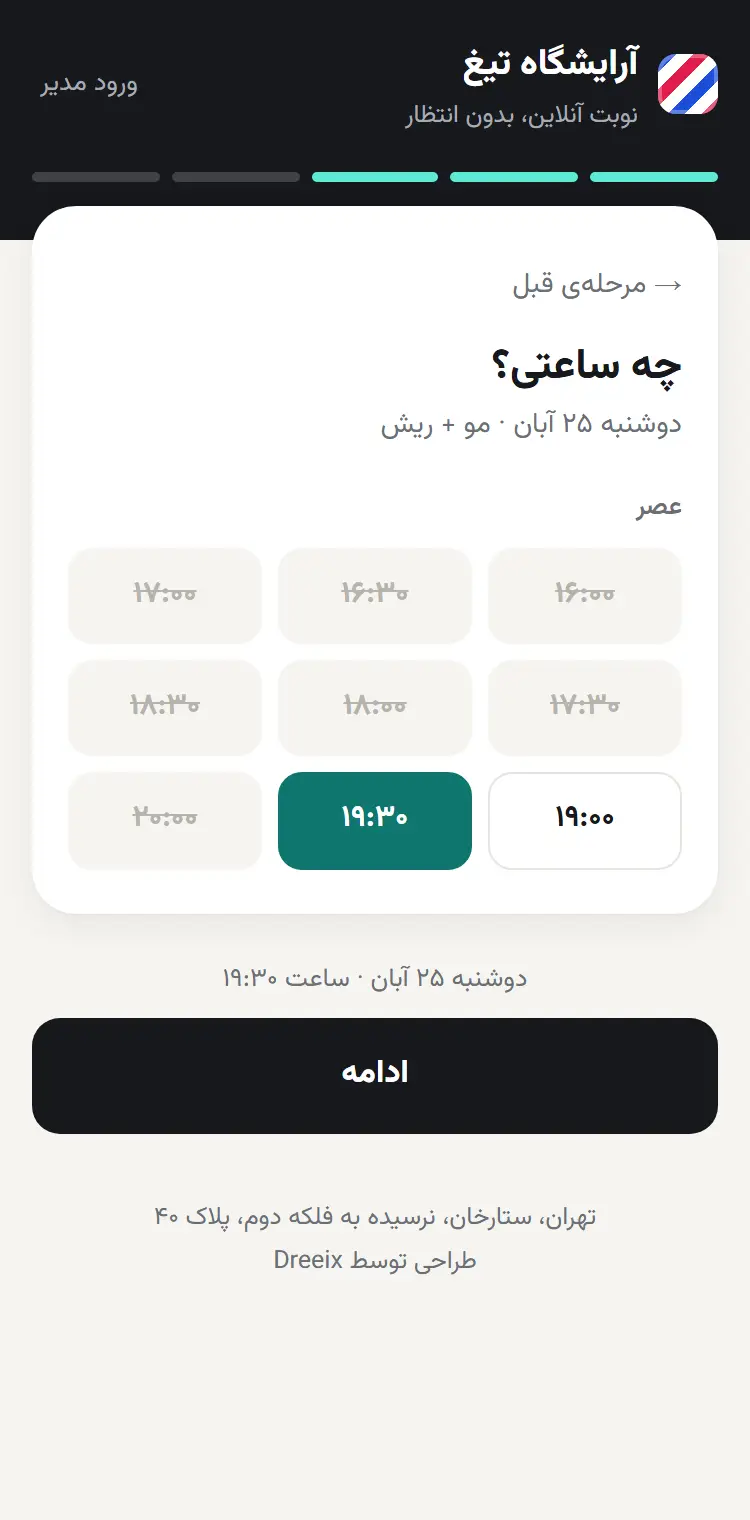 آرایشگاه تیغ
نوبت آنلاین، بدون انتظار
ورود مدیر
→ مرحله‌ی قبل
چه ساعتی؟
دوشنبه ۲۵ آبان · مو + ریش
عصر
۱۶:۰۰
۱۶:۳۰
۱۷:۰۰
۱۷:۳۰
۱۸:۰۰
۱۸:۳۰
۱۹:۰۰
۱۹:۳۰
۲۰:۰۰
دوشنبه ۲۵ آبان · ساعت ۱۹:۳۰
ادامه
تهران، ستارخان، نرسیده به فلکه دوم، پلاک ۴۰
طراحی توسط Dreeix